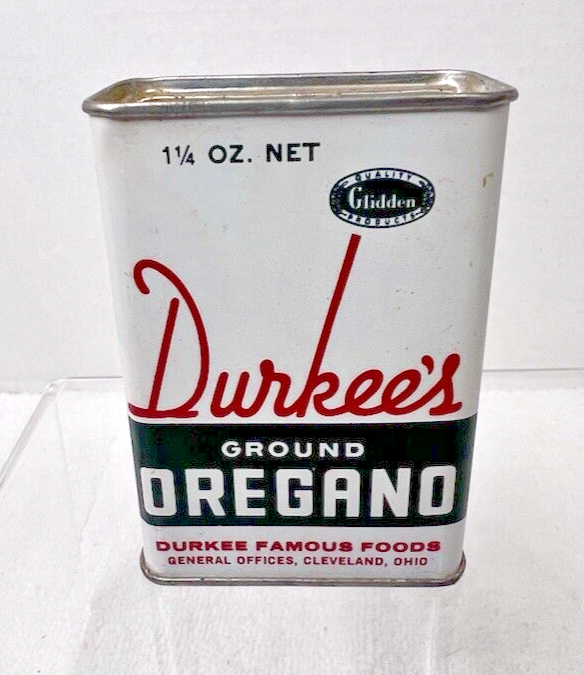 1¼ OZ. NET
QUALITY
Glidden
PRODUCTS
Durkee's
GROUND
OREGANO
DURKEE FAMOUS FOODS
GENERAL OFFICES, CLEVELAND, OHIO